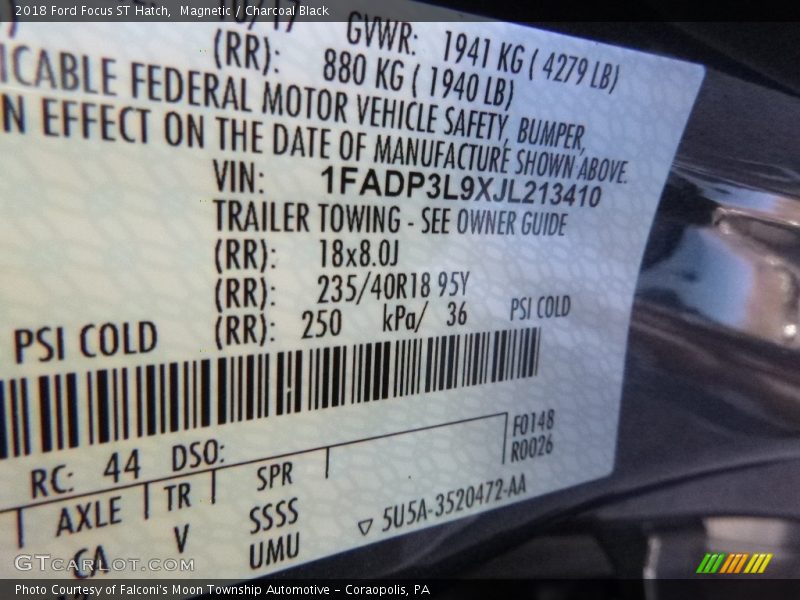 2018 Ford Focus ST Hatch,  Magnetic / Charcoal Black
GVWR: 1941 KG ( 4279 LB)
(RR): 880 KG ( 1940 LB)
ICABLE FEDERAL MOTOR VEHICLE SAFETY, BUMPER,
N EFFECT ON THE DATE OF MANUFACTURE SHOWN ABOVE.
VIN: 1FADP3L9XJL213410
TRAILER TOWING - SEE OWNER GUIDE
(RR): 18x8.0J
(RR): 235/40R18 95Y
PSI COLD (RR): 250 kPa/ 36 PSI COLD
F0148
R0026
RC: 44 DSO:
AXLE TR SPR
CA V SSSS
UMU
▽ 5U5A-3520472-AA
GTCarLot.com
Photo Courtesy of Falconi's Moon Township Automotive – Coraopolis, PA